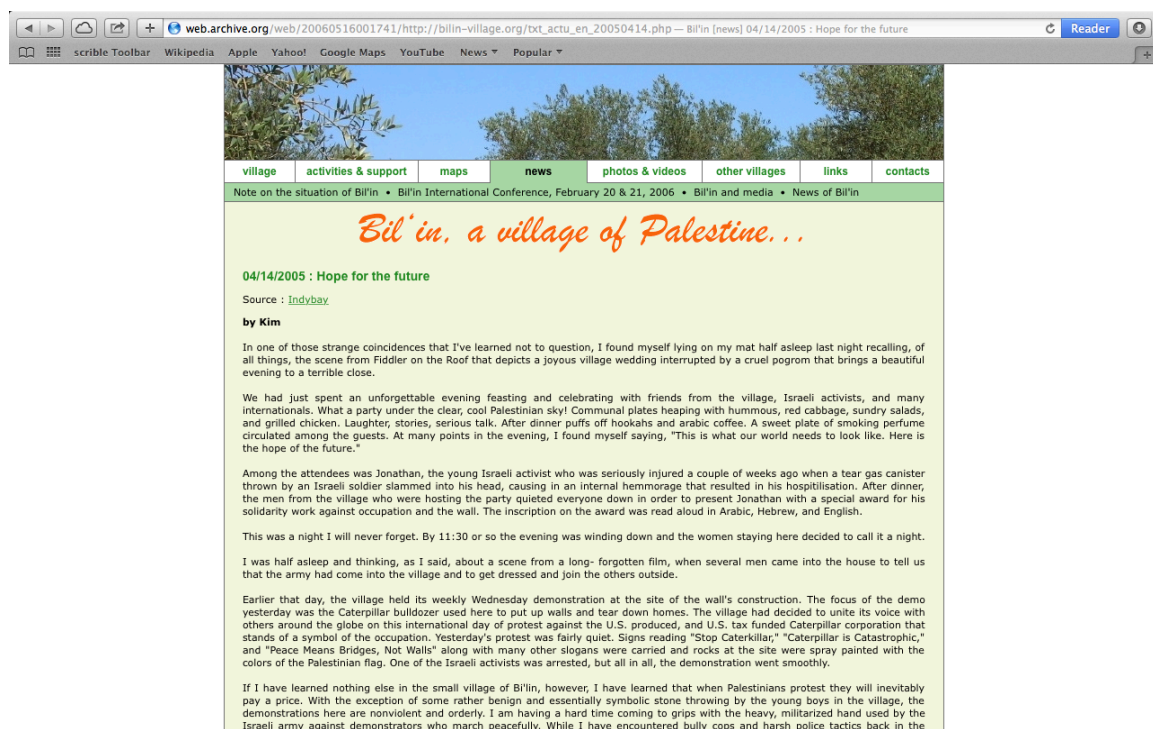 web.archive.org/web/20060516001741/http://bilin-village.org/txt_actu_en_20050414.php — Bil'in [news] 04/14/2005 : Hope for the future
Reader
scrible Toolbar Wikipedia Apple Yahoo! Google Maps YouTube News Popular
village activities & support maps news photos & videos other villages links contacts
Note on the situation of Bil'in • Bil'in International Conference, February 20 & 21, 2006 • Bil'in and media • News of Bil'in
Bil'in, a village of Palestine...
04/14/2005 : Hope for the future
Source : Indybay
by Kim
In one of those strange coincidences that I've learned not to question, I found myself lying on my mat half asleep last night recalling, of
all things, the scene from Fiddler on the Roof that depicts a joyous village wedding interrupted by a cruel pogrom that brings a beautiful
evening to a terrible close.
We had just spent an unforgettable evening feasting and celebrating with friends from the village, Israeli activists, and many
internationals. What a party under the clear, cool Palestinian sky! Communal plates heaping with hummous, red cabbage, sundry salads,
and grilled chicken. Laughter, stories, serious talk. After dinner puffs off hookahs and arabic coffee. A sweet plate of smoking perfume
circulated among the guests. At many points in the evening, I found myself saying, "This is what our world needs to look like. Here is
the hope of the future."
Among the attendees was Jonathan, the young Israeli activist who was seriously injured a couple of weeks ago when a tear gas canister
thrown by an Israeli soldier slammed into his head, causing in an internal hemmorage that resulted in his hospitilisation. After dinner,
the men from the village who were hosting the party quieted everyone down in order to present Jonathan with a special award for his
solidarity work against occupation and the wall. The inscription on the award was read aloud in Arabic, Hebrew, and English.
This was a night I will never forget. By 11:30 or so the evening was winding down and the women staying here decided to call it a night.
I was half asleep and thinking, as I said, about a scene from a long- forgotten film, when several men came into the house to tell us
that the army had come into the village and to get dressed and join the others outside.
Earlier that day, the village held its weekly Wednesday demonstration at the site of the wall's construction. The focus of the demo
yesterday was the Caterpillar bulldozer used here to put up walls and tear down homes. The village had decided to unite its voice with
others around the globe on this international day of protest against the U.S. produced, and U.S. tax funded Caterpillar corporation that
stands of a symbol of the occupation. Yesterday's protest was fairly quiet. Signs reading "Stop Caterkillar," "Caterpillar is Catastrophic,"
and "Peace Means Bridges, Not Walls" along with many other slogans were carried and rocks at the site were spray painted with the
colors of the Palestinian flag. One of the Israeli activists was arrested, but all in all, the demonstration went smoothly.
If I have learned nothing else in the small village of Bi'lin, however, I have learned that when Palestinians protest they will inevitably
pay a price. With the exception of some rather benign and essentially symbolic stone throwing by the young boys in the village, the
demonstrations here are nonviolent and orderly. I am having a hard time coming to grips with the heavy, militarized hand used by the
Israeli army against demonstrators who march peacefully. While I have encountered bully cops and harsh police tactics back in the